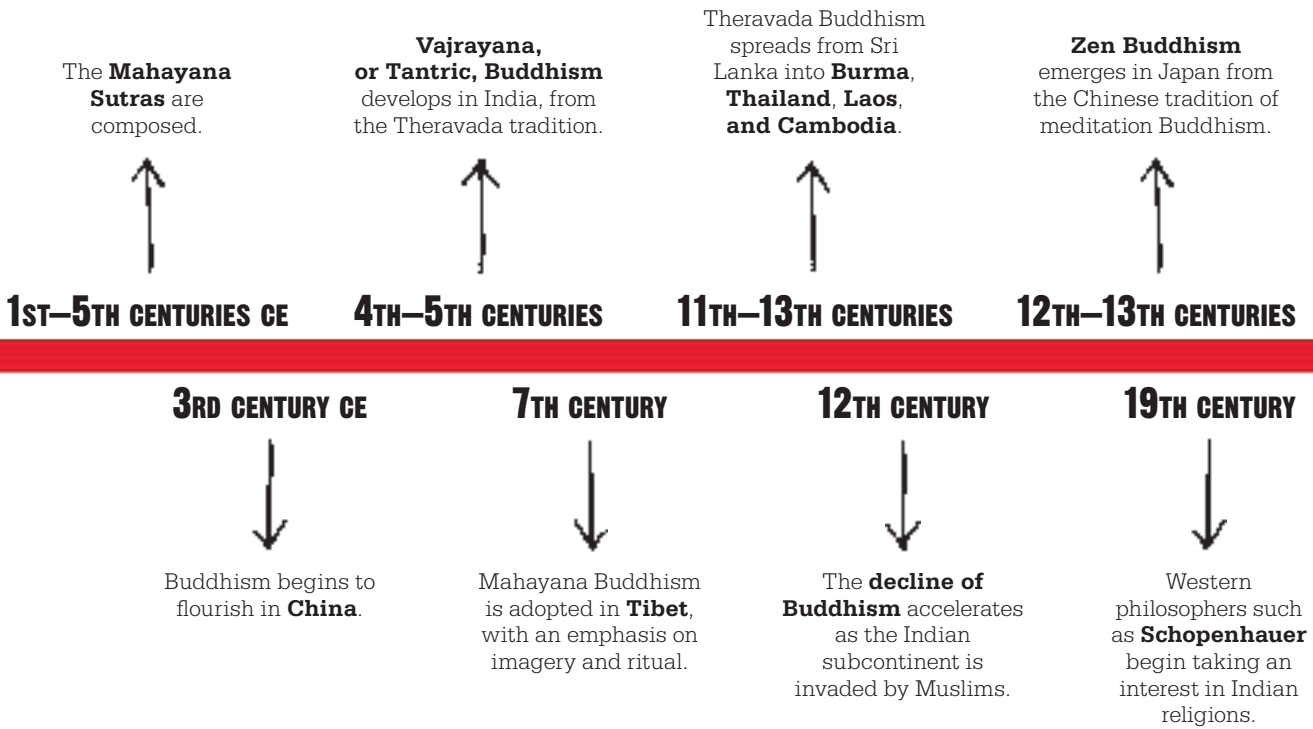 The Mahayana
Sutras are
composed.
Vajrayana,
or Tantric, Buddhism
develops in India, from
the Theravada tradition.
Theravada Buddhism
spreads from Sri
Lanka into Burma,
Thailand, Laos,
and Cambodia.
Zen Buddhism
emerges in Japan from
the Chinese tradition of
meditation Buddhism.
1ST–5TH CENTURIES CE
4TH–5TH CENTURIES
11TH–13TH CENTURIES
12TH–13TH CENTURIES
3RD CENTURY CE
7TH CENTURY
12TH CENTURY
19TH CENTURY
Buddhism begins to
flourish in China.
Mahayana Buddhism
is adopted in Tibet,
with an emphasis on
imagery and ritual.
The decline of
Buddhism accelerates
as the Indian
subcontinent is
invaded by Muslims.
Western
philosophers such
as Schopenhauer
begin taking an
interest in Indian
religions.